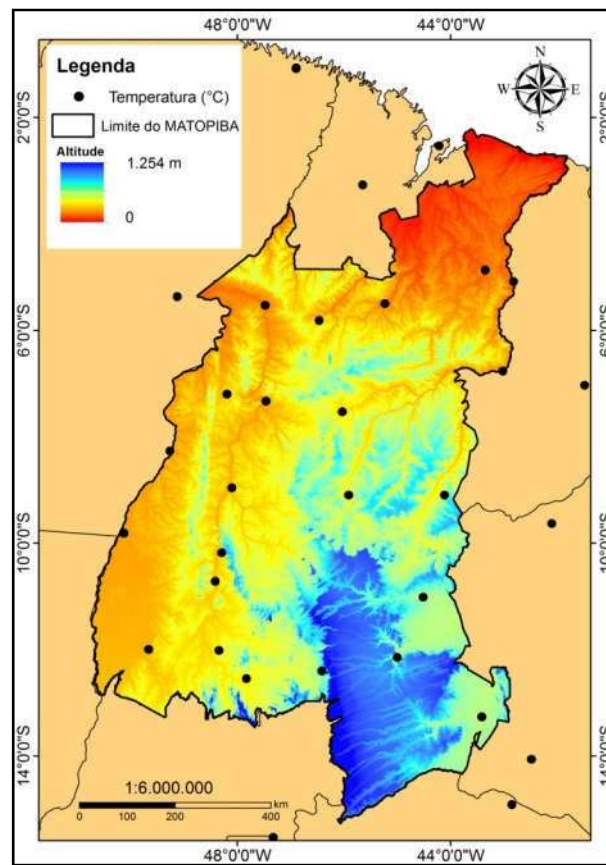 48°0'0"W 44°0'0"W
Legenda
Temperatura (°C)
Limite do MATOPIBA
Altitude
1.254 m
0
N
W E
S
2°0'0"S 2°0'0"S
6°0'0"S 6°0'0"S
10°0'0"S 10°0'0"S
14°0'0"S 14°0'0"S
1:6.000.000
km
0 100 200 400
48°0'0"W 44°0'0"W